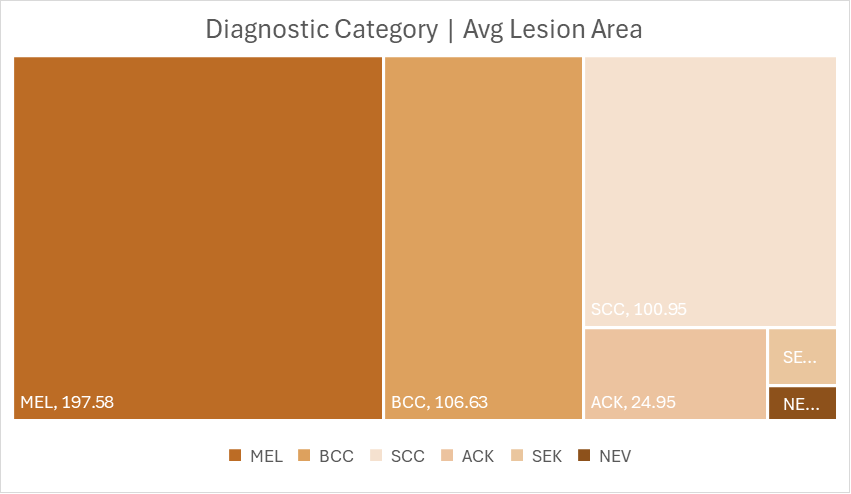 Diagnostic Category | Avg Lesion Area
SCC, 100.95
SE...
MEL, 197.58
BCC, 106.63
ACK, 24.95
NE...
MEL
BCC
SCC
ACK
SEK
NEV